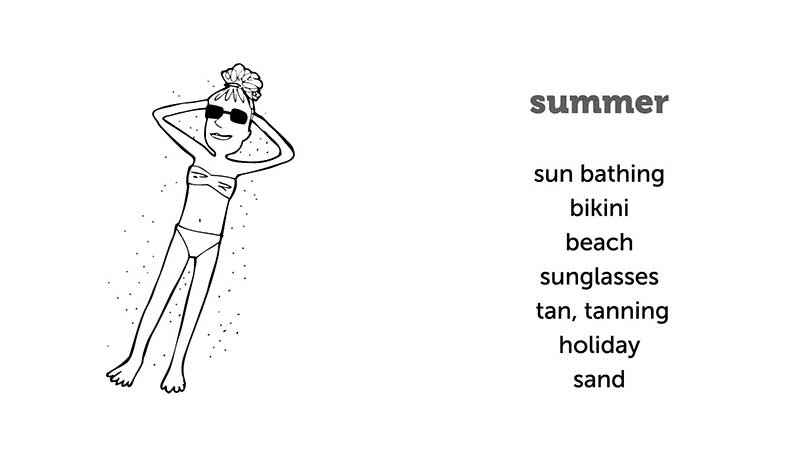 summer
sun bathing
bikini
beach
sunglasses
tan, tanning
holiday
sand